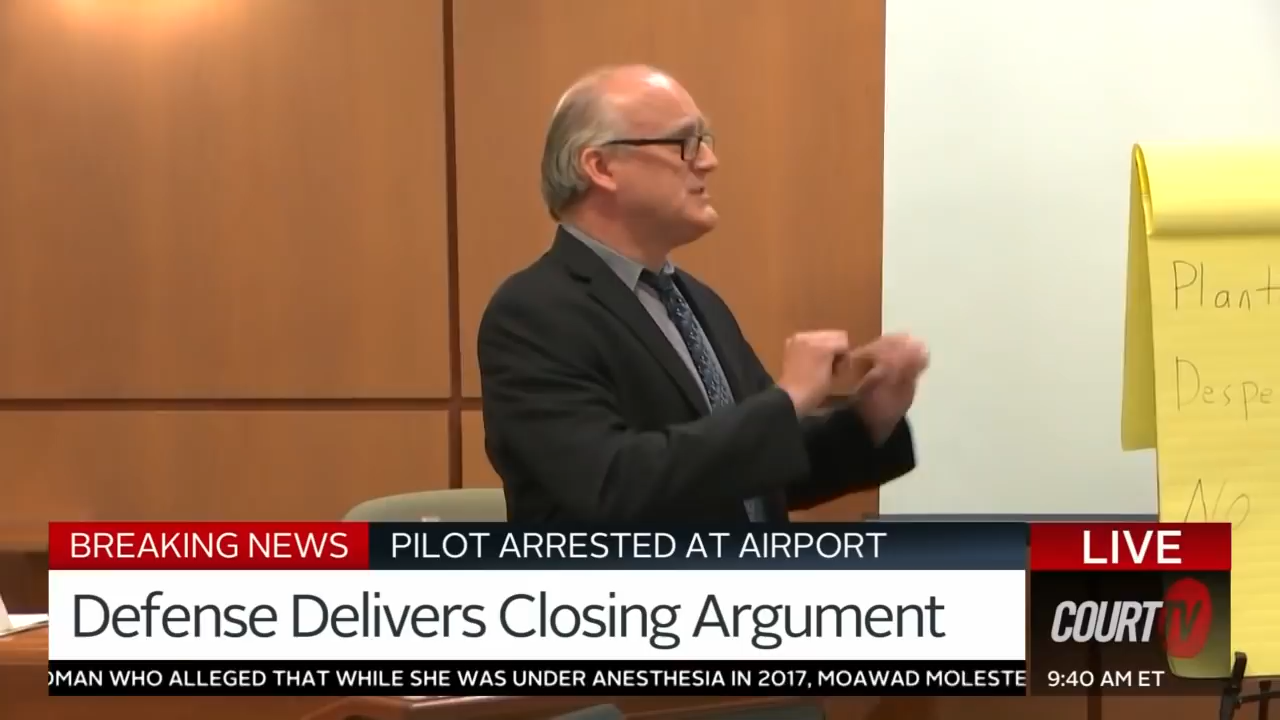 Plant
Despe
No
BREAKING NEWS
PILOT ARRESTED AT AIRPORT
LIVE
Defense Delivers Closing Argument
COURT TV
OMAN WHO ALLEGED THAT WHILE SHE WAS UNDER ANESTHESIA IN 2017, MOAWAD MOLESTE
9:40 AM ET